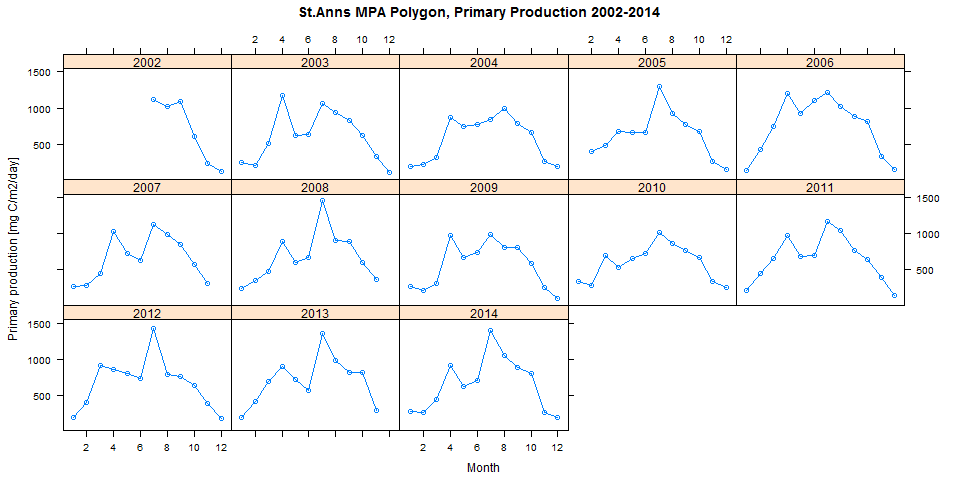 St.Anns MPA Polygon, Primary Production 2002-2014
2 4 6 8 10 12 2 4 6 8 10 12
2002 2003 2004 2005 2006
1500
1000
500
2007 2008 2009 2010 2011
1500
1000
500
2012 2013 2014
1500
1000
500
2 4 6 8 10 12 2 4 6 8 10 12
Month
Primary production [mg C/m2/day]